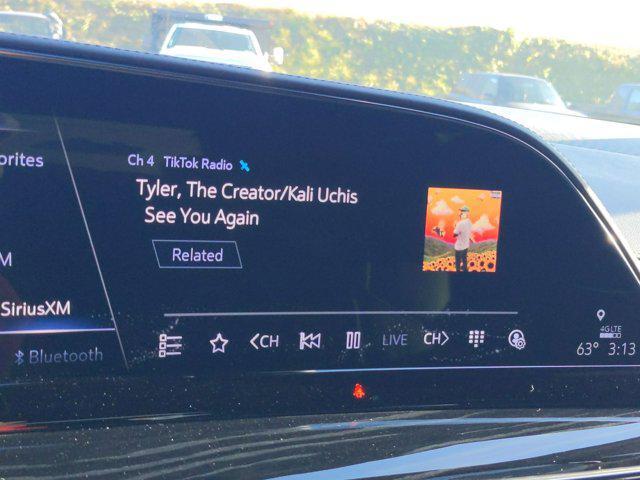 Ch 4 TikTok Radio
Tyler, The Creator/Kali Uchis
See You Again
Related
SiriusXM
Bluetooth
<CH
LIVE
CH>
4G LTE
63° 3:13